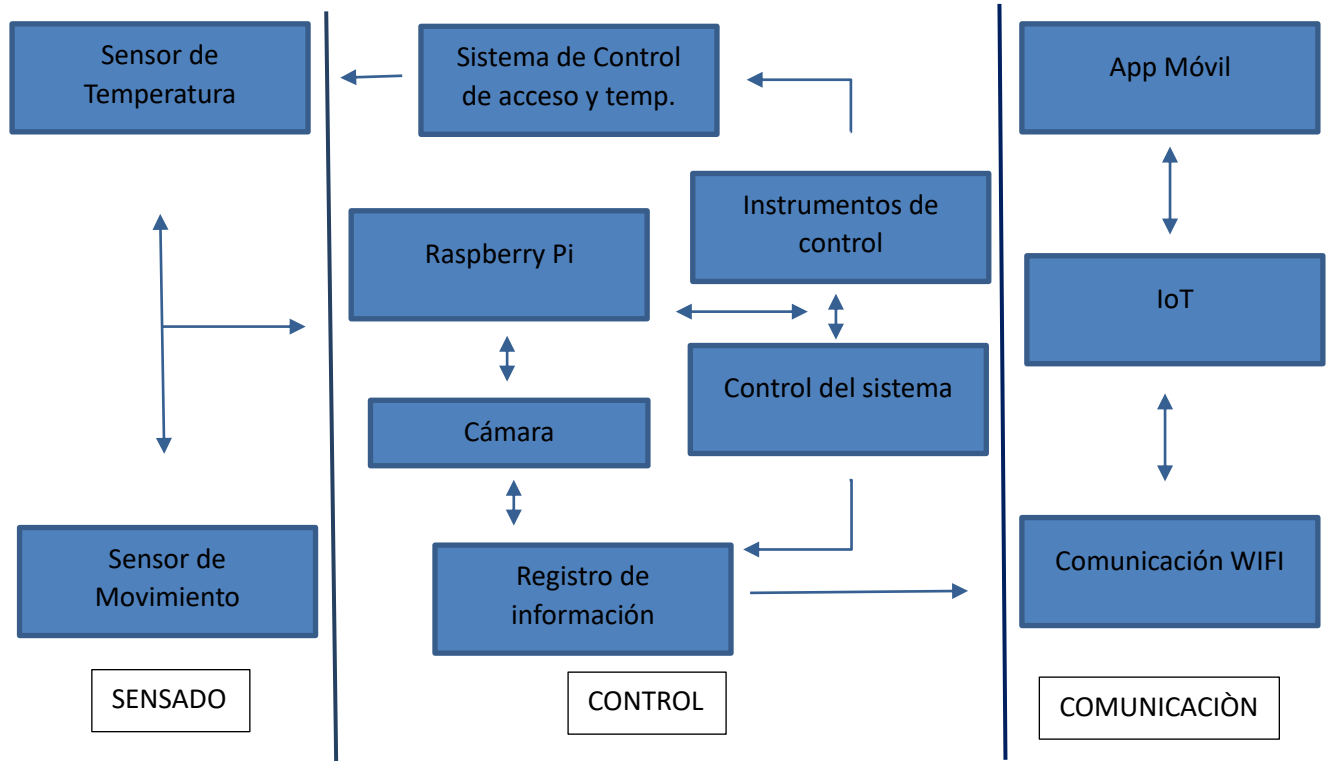 Sensor de
Temperatura
Sensor de
Movimiento
SENSADO
Sistema de Control
de acceso y temp.
Instrumentos de
control
Raspberry Pi
Control del sistema
Cámara
Registro de
información
CONTROL
App Móvil
IoT
Comunicación WIFI
COMUNICACIÒN